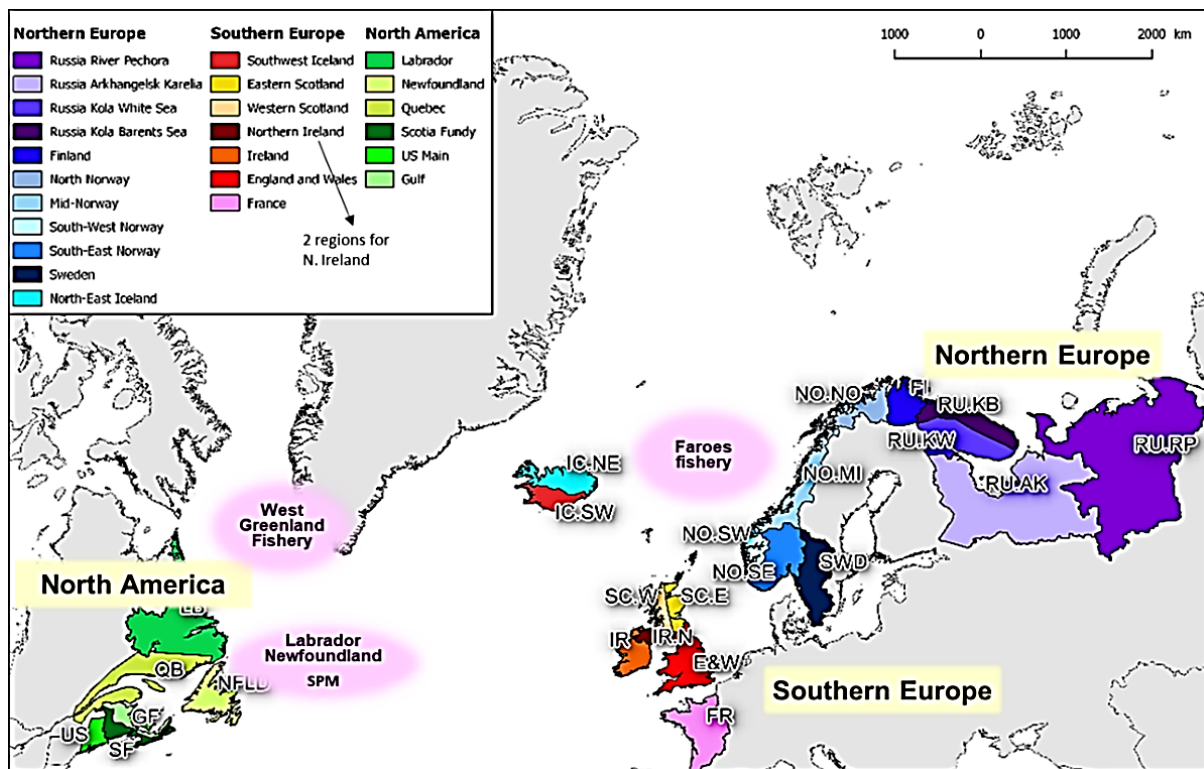 Northern Europe
Russia River Pechora
Russia Arkhangelsk Karelia
Russia Kola White Sea
Russia Kola Barents Sea
Finland
North Norway
Mid-Norway
South-West Norway
South-East Norway
Sweden
North-East Iceland
Southern Europe
Southwest Iceland
Eastern Scotland
Western Scotland
Northern Ireland
Ireland
England and Wales
France
2 regions for
N. Ireland
North America
Labrador
Newfoundland
Quebec
Scotia Fundy
US Main
Gulf
1000 0 1000 2000 km
Northern Europe
NO.NO
FI
RU.KB
RU.KW
RU.RP
RU.AK
NO.MI
Faroes
fishery
IC.NE
IC.SW
NO.SW
NO.SE
SWD
West
Greenland
Fishery
North America
LB
SC.W
SC.E
IR
IR.N
E&W
Labrador
Newfoundland
SPM
QB
NFLD
Southern Europe
GF
US
SF
FR